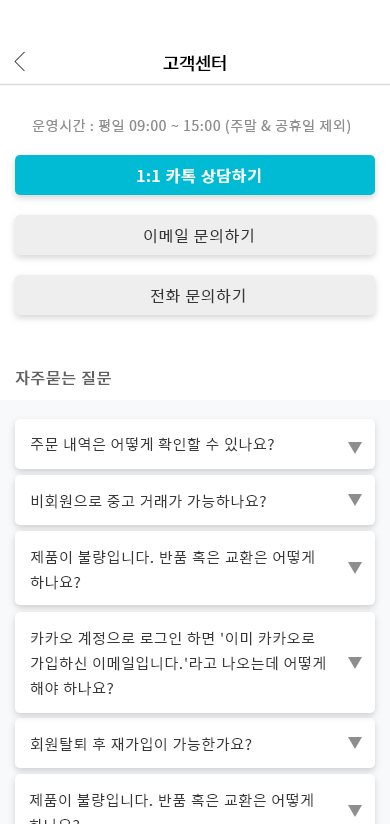 고객센터
운영시간 : 평일 09:00 ~ 15:00 (주말 & 공휴일 제외)
1:1 카톡 상담하기
이메일 문의하기
전화 문의하기
자주묻는 질문
주문 내역은 어떻게 확인할 수 있나요?
비회원으로 중고 거래가 가능하나요?
제품이 불량입니다. 반품 혹은 교환은 어떻게
하나요?
카카오 계정으로 로그인 하면 '이미 카카오로
가입하신 이메일입니다.'라고 나오는데 어떻게
해야 하나요?
회원탈퇴 후 재가입이 가능한가요?
제품이 불량입니다. 반품 혹은 교환은 어떻게
하나요?